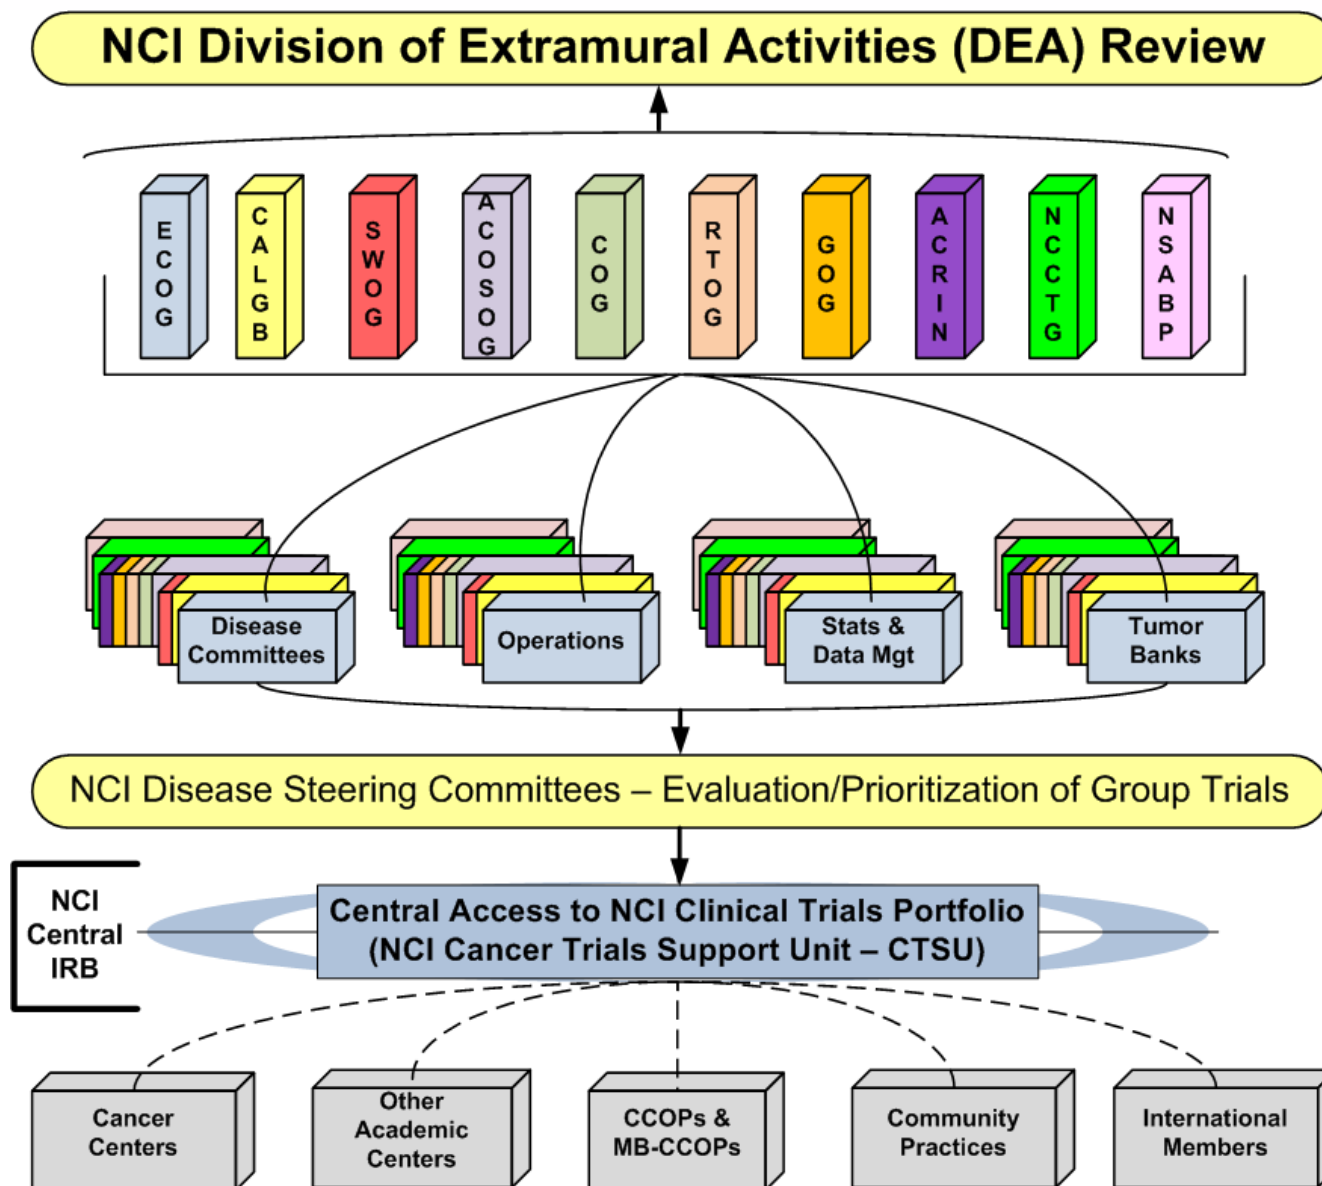 NCI Division of Extramural Activities (DEA) Review
ECOG
CALGB
SWOG
ACOSOG
COG
RTOG
GOG
ACRIN
NCCTG
NSABP
Disease
Committees
Operations
Stats &
Data Mgt
Tumor
Banks
NCI Disease Steering Committees – Evaluation/Prioritization of Group Trials
NCI
Central
IRB
Central Access to NCI Clinical Trials Portfolio
(NCI Cancer Trials Support Unit – CTSU)
Cancer
Centers
Other
Academic
Centers
CCOPs &
MB-CCOPs
Community
Practices
International
Members